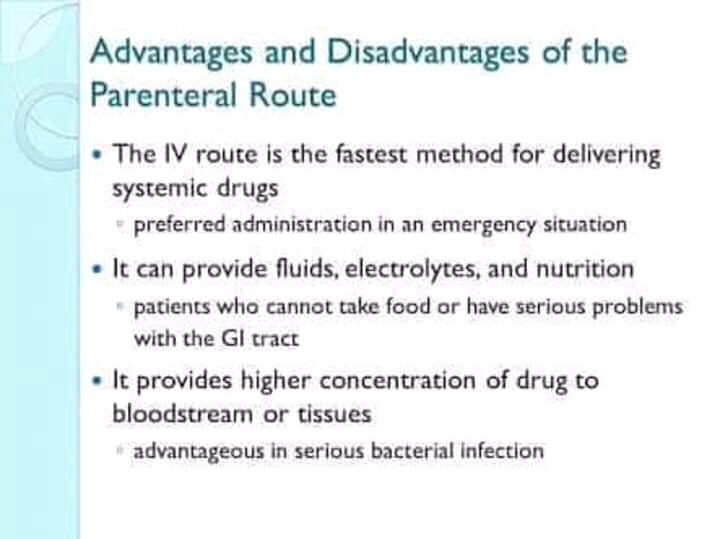 Advantages and Disadvantages of the
Parenteral Route
• The IV route is the fastest method for delivering
systemic drugs
▫ preferred administration in an emergency situation
• It can provide fluids, electrolytes, and nutrition
▫ patients who cannot take food or have serious problems
with the GI tract
• It provides higher concentration of drug to
bloodstream or tissues
▫ advantageous in serious bacterial infection